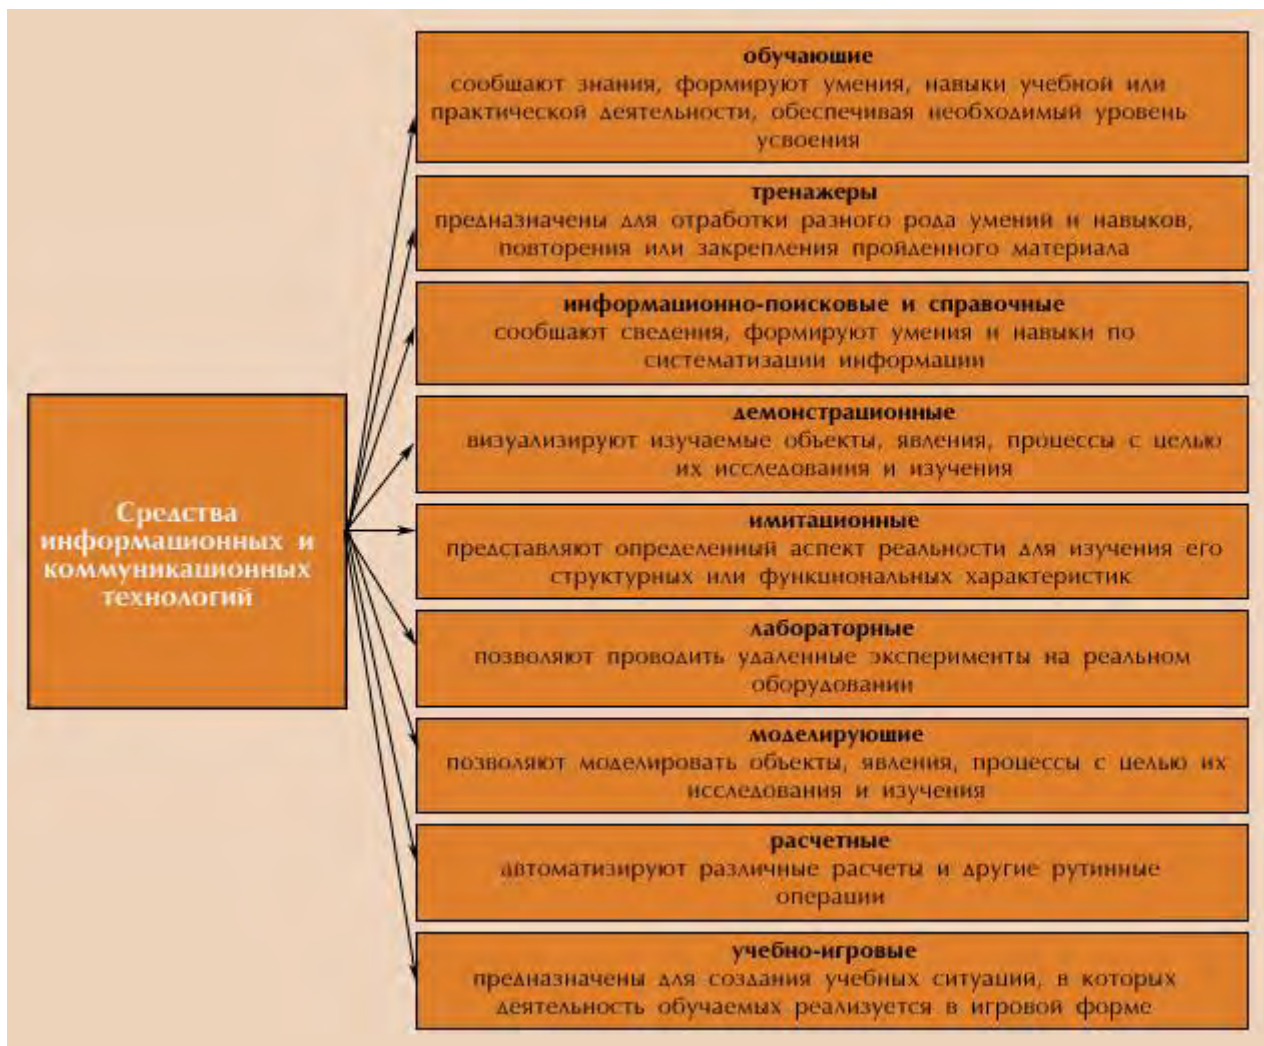 Средства
информационных и
коммуникационных
технологий
обучающие
сообщают знания, формируют умения, навыки учебной или
практической деятельности, обеспечивая необходимый уровень
усвоения
тренажеры
предназначены для отработки разного рода умений и навыков,
повторения или закрепления пройденного материала
информационно-поисковые и справочные
сообщают сведения, формируют умения и навыки по
систематизации информации
демонстрационные
визуализируют изучаемые объекты, явления, процессы с целью
их исследования и изучения
имитационные
представляют определенный аспект реальности для изучения его
структурных или функциональных характеристик
лабораторные
позволяют проводить удаленные эксперименты на реальном
оборудовании
моделирующие
позволяют моделировать объекты, явления, процессы с целью их
исследования и изучения
расчетные
автоматизируют различные расчеты и другие рутинные
операции
учебно-игровые
предназначены для создания учебных ситуаций, в которых
деятельность обучаемых реализуется в игровой форме